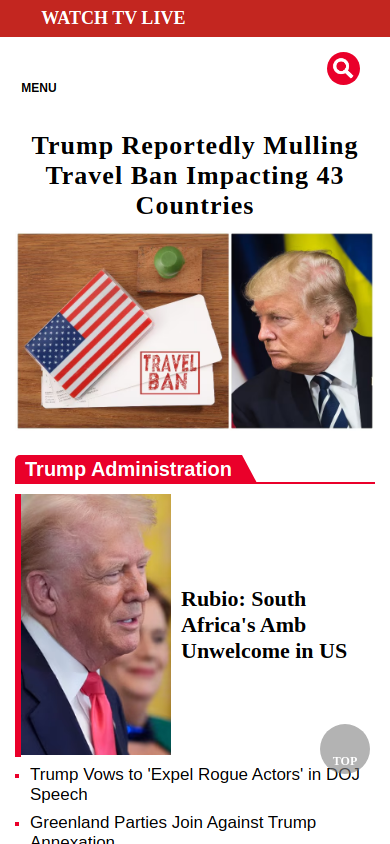 WATCH TV LIVE
MENU
Trump Reportedly Mulling
Travel Ban Impacting 43
Countries
TRAVEL
BAN
Trump Administration
Rubio: South
Africa's Amb
Unwelcome in US
TOP
Trump Vows to 'Expel Rogue Actors' in DOJ
Speech
Greenland Parties Join Against Trump
Annexation